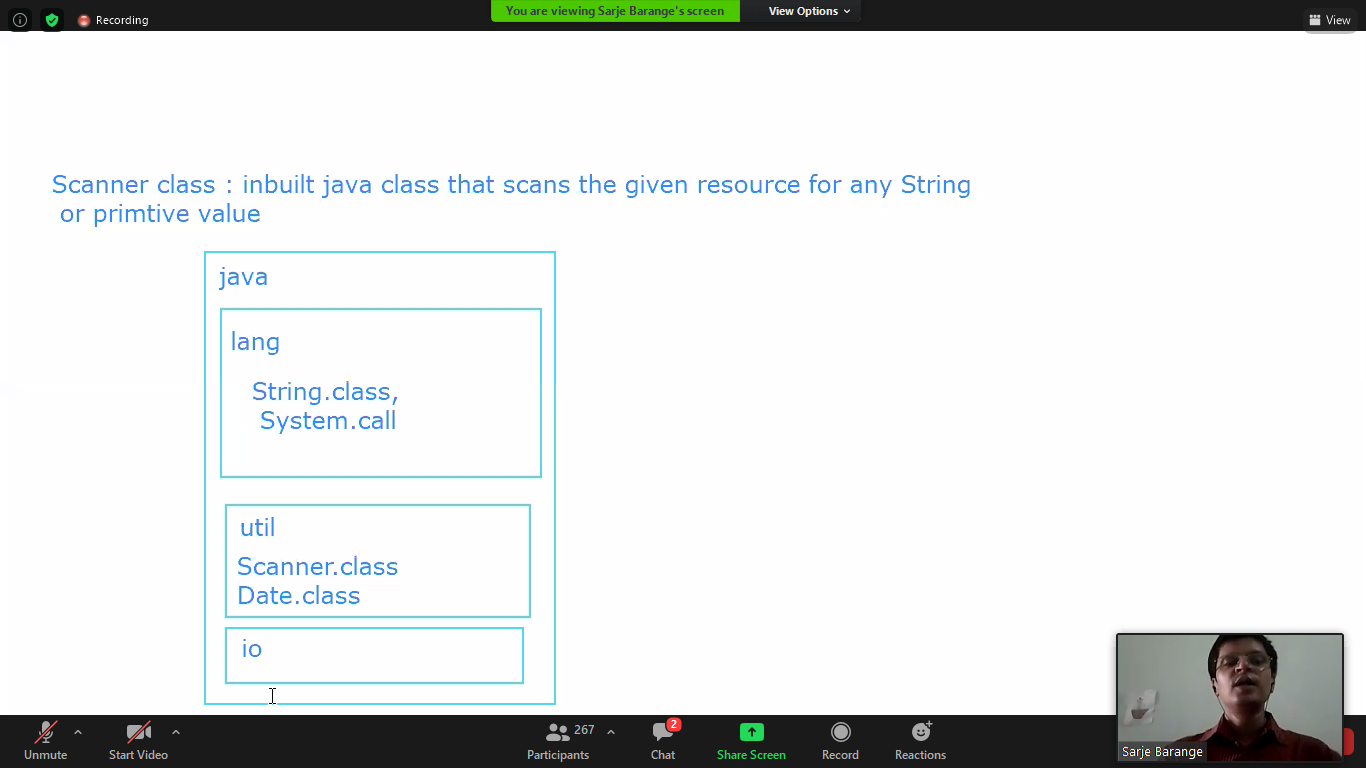 Recording
You are viewing Sarje Barange's screen
View Options
View
Scanner class : inbuilt java class that scans the given resource for any String
or primtive value
java
lang
String.class,
System.call
util
Scanner.class
Date.class
io
Sarje Barange
Unmute
Start Video
267
Participants
2
Chat
Share Screen
Record
Reactions